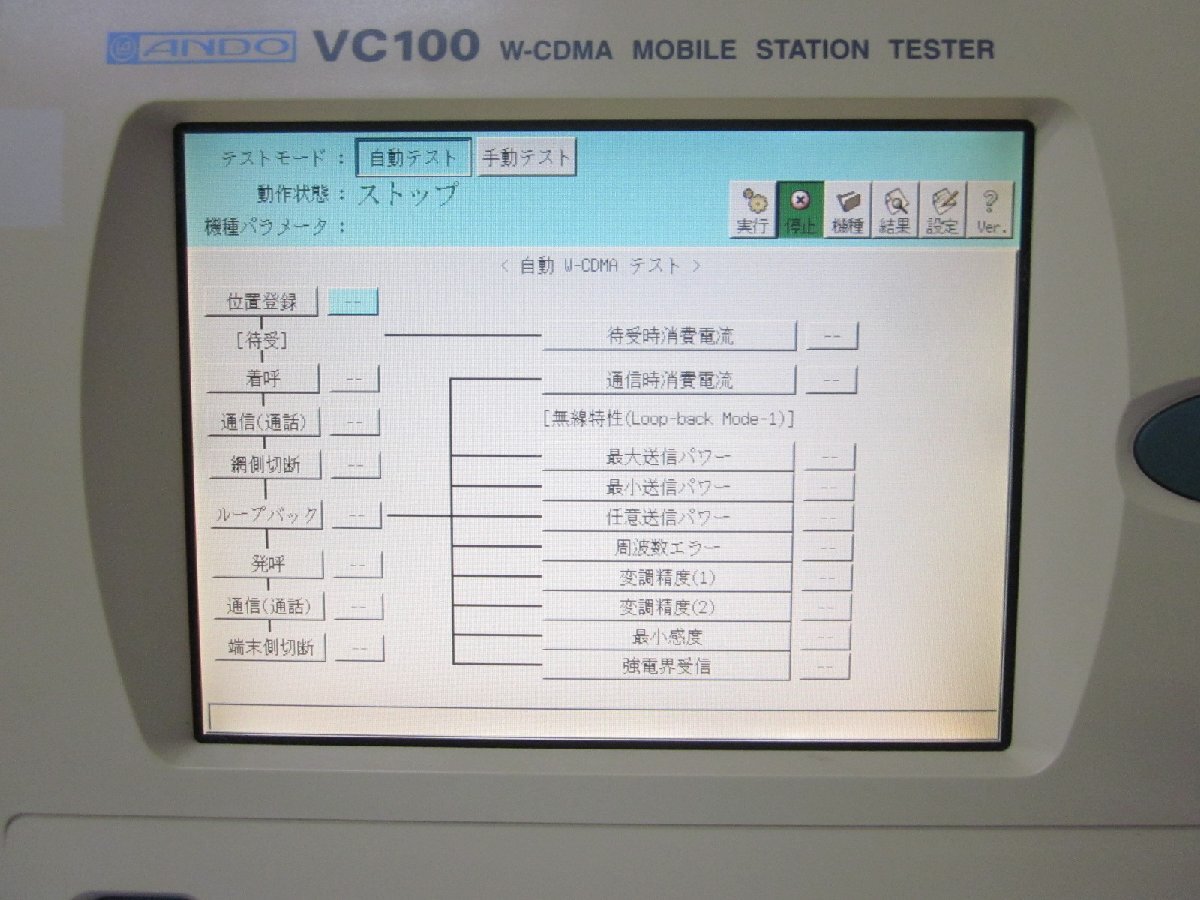 ANDO VC100 W-CDMA MOBILE STATION TESTER
テストモード : 自動テスト 手動テスト
動作状態 : ストップ
機種パラメータ :
実行 停止 機種 結果 設定 Ver.
< 自動 W-CDMA テスト >
位置登録 --
[待受] 待受時消費電流 --
着呼 -- 通信時消費電流 --
通信(通話) -- [無線特性(Loop-back Mode-1)]
網側切断 -- 最大送信パワー --
最小送信パワー --
ループバック -- 任意送信パワー --
周波数エラー --
発呼 -- 変調精度(1) --
通信(通話) -- 変調精度(2) --
端末側切断 -- 最小感度 --
強電界受信 --